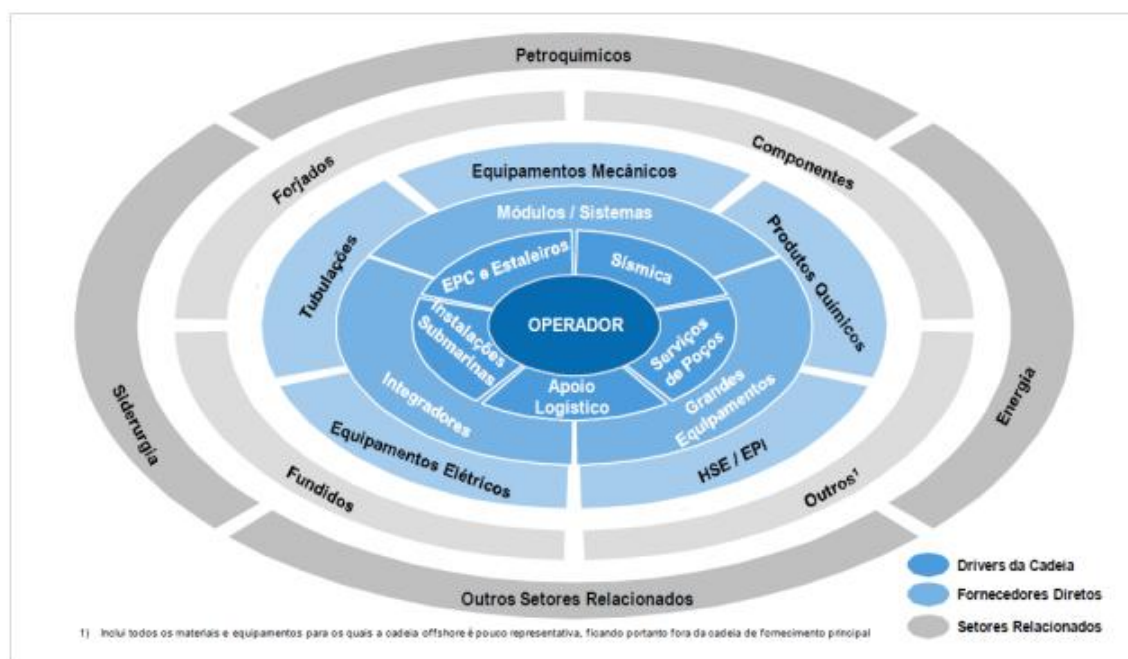 Petroquímicos
Forjados
Componentes
Equipamentos Mecânicos
Módulos / Sistemas
Tubulações
Produtos Químicos
EPC e Estaleiros
Sísmica
OPERADOR
Instalações
Submarinas
Serviços
de Poços
Apoio
Logístico
Integradores
Grandes
Equipamentos
Siderurgia
Energia
Equipamentos Elétricos
HSE / EPI
Fundidos
Outros¹
Outros Setores Relacionados
Drivers da Cadeia
Fornecedores Diretos
Setores Relacionados
1) Inclui todos os materiais e equipamentos para os quais a cadeia offshore é pouco representativa, ficando portanto fora da cadeia de fornecimento principal